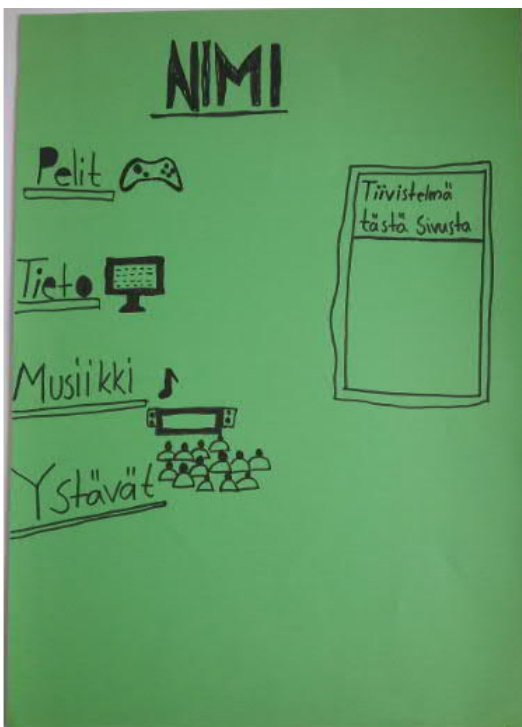 NIMI
Pelit
Tiivistelmä
tästä Sivusta
Tieto
Musiikki
Ystävät